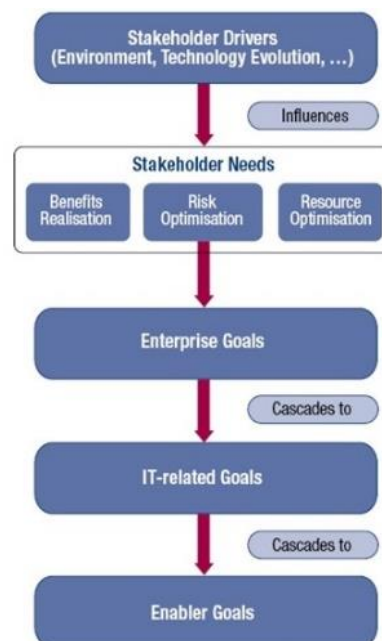 Stakeholder Drivers
(Environment, Technology Evolution, …)
Influences
Stakeholder Needs
Benefits
Realisation
Risk
Optimisation
Resource
Optimisation
Enterprise Goals
Cascades to
IT-related Goals
Cascades to
Enabler Goals